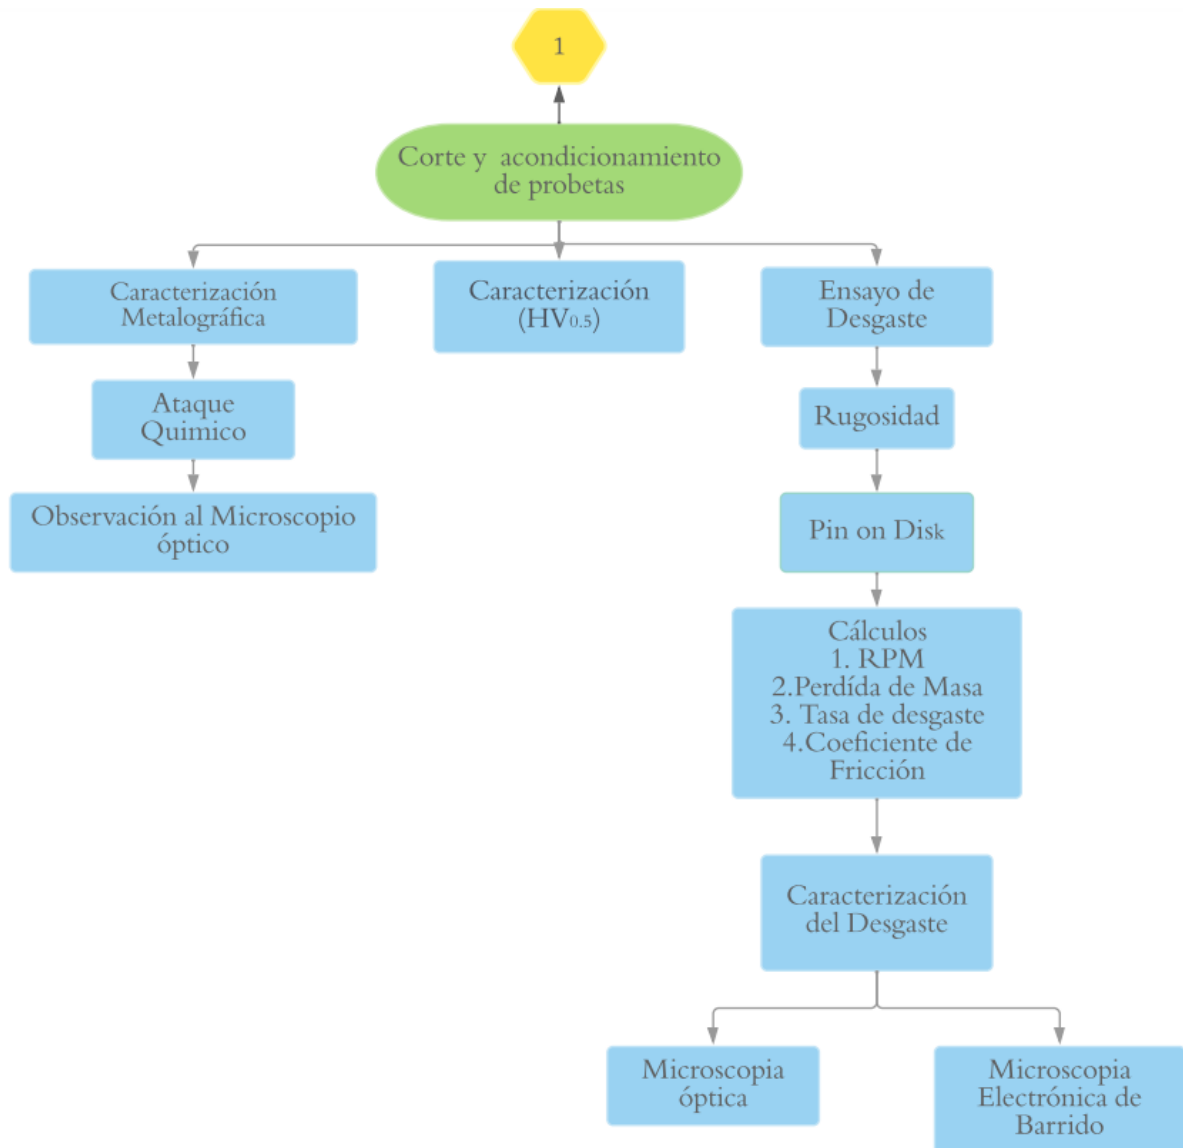 1
Corte y acondicionamiento
de probetas
Caracterización
Metalográfica
Caracterización
(HV0.5)
Ensayo de
Desgaste
Ataque
Quimico
Rugosidad
Observación al Microscopio
óptico
Pin on Disk
Cálculos
1. RPM
2.Perdída de Masa
3. Tasa de desgaste
4.Coeficiente de
Fricción
Caracterización
del Desgaste
Microscopia
óptica
Microscopia
Electrónica de
Barrido